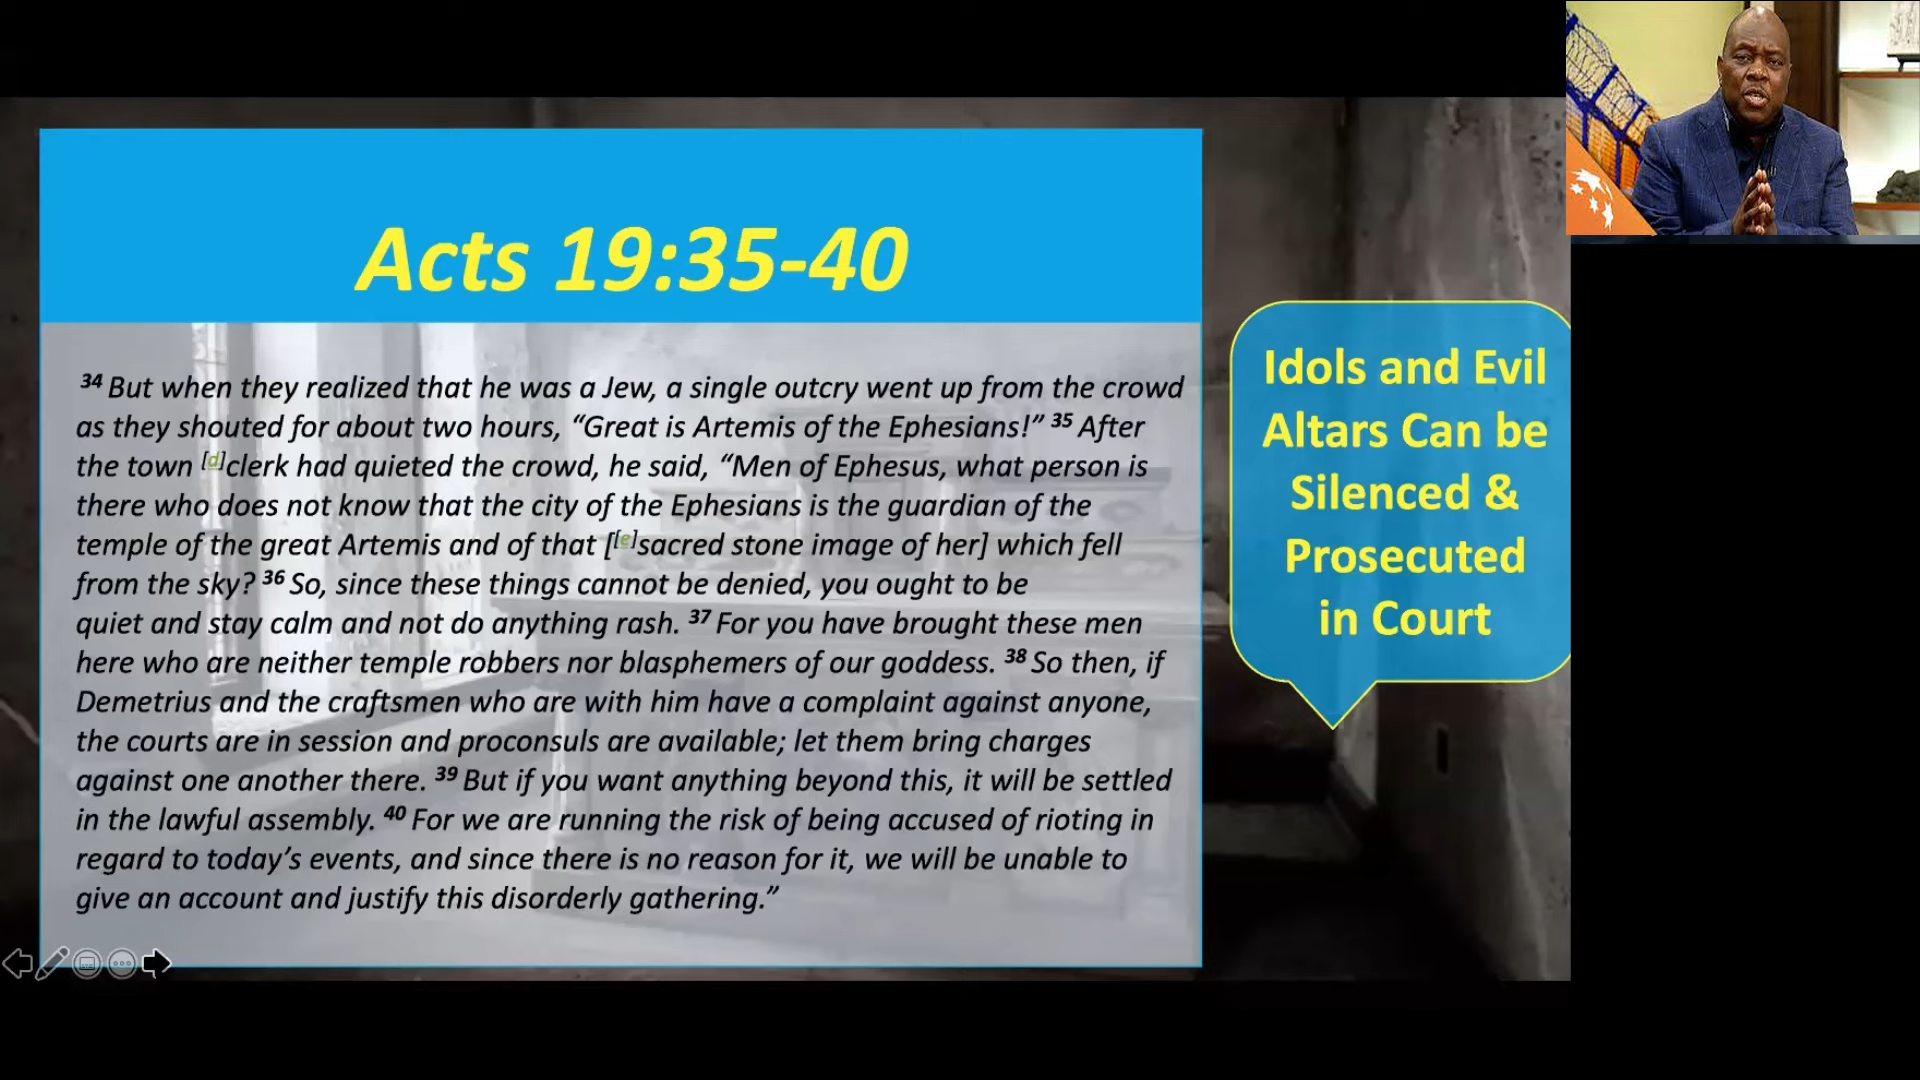 Acts 19:35-40
34 But when they realized that he was a Jew, a single outcry went up from the crowd
as they shouted for about two hours, “Great is Artemis of the Ephesians!” 35 After
the town [d]clerk had quieted the crowd, he said, “Men of Ephesus, what person is
there who does not know that the city of the Ephesians is the guardian of the
temple of the great Artemis and of that [[e]sacred stone image of her] which fell
from the sky? 36 So, since these things cannot be denied, you ought to be
quiet and stay calm and not do anything rash. 37 For you have brought these men
here who are neither temple robbers nor blasphemers of our goddess. 38 So then, if
Demetrius and the craftsmen who are with him have a complaint against anyone,
the courts are in session and proconsuls are available; let them bring charges
against one another there. 39 But if you want anything beyond this, it will be settled
in the lawful assembly. 40 For we are running the risk of being accused of rioting in
regard to today’s events, and since there is no reason for it, we will be unable to
give an account and justify this disorderly gathering.”
Idols and Evil
Altars Can be
Silenced &
Prosecuted
in Court